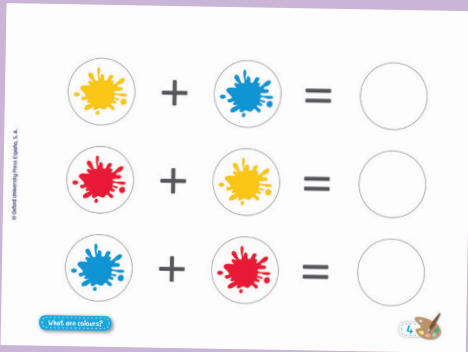 + =
+ =
+ =
© Oxford University Press España, S. A.
What are colours?
4